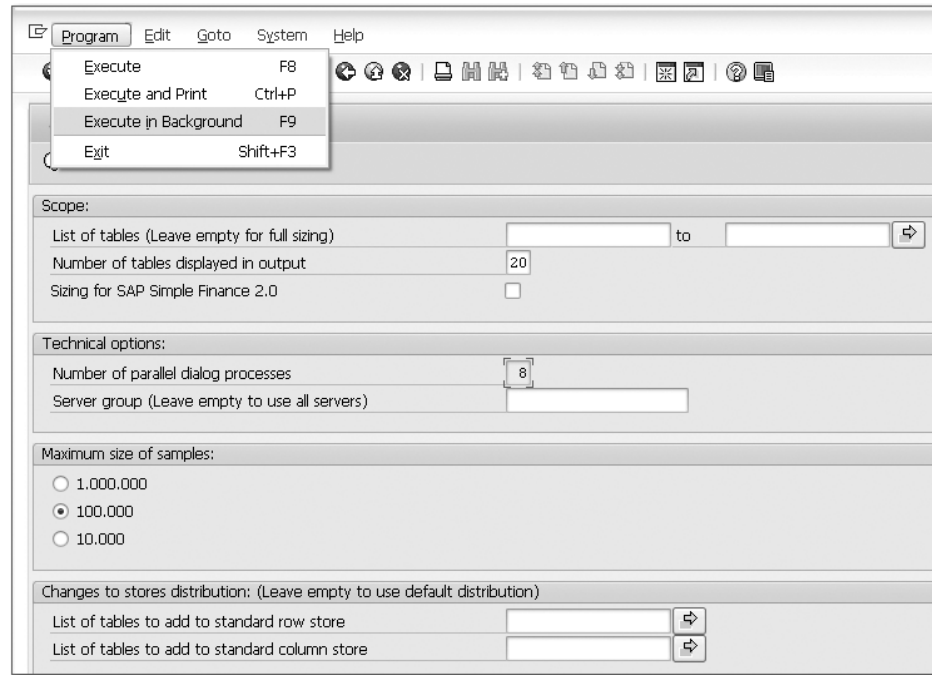 Program Edit Goto System Help
Execute F8
Execute and Print Ctrl+P
Execute in Background F9
Exit Shift+F3
Scope:
List of tables (Leave empty for full sizing) to
Number of tables displayed in output 20
Sizing for SAP Simple Finance 2.0
Technical options:
Number of parallel dialog processes 8
Server group (Leave empty to use all servers)
Maximum size of samples:
1.000.000
100.000
10.000
Changes to stores distribution: (Leave empty to use default distribution)
List of tables to add to standard row store
List of tables to add to standard column store